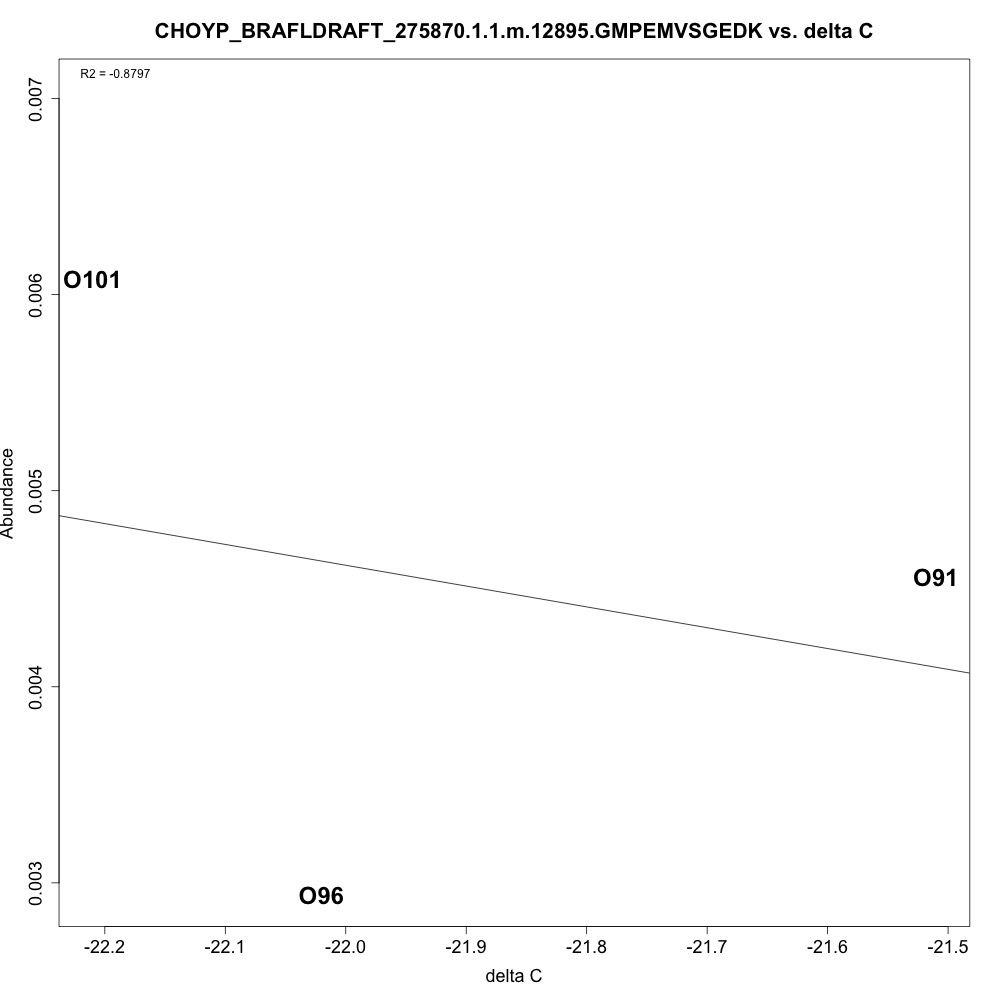 CHOYP_BRAFLDRAFT_275870.1.1.m.12895.GMPEMVSGEDK vs. delta C
R2 = -0.8797
0.007
0.006
0.005
0.004
0.003
Abundance
O101
O91
O96
-22.2 -22.1 -22.0 -21.9 -21.8 -21.7 -21.6 -21.5
delta C